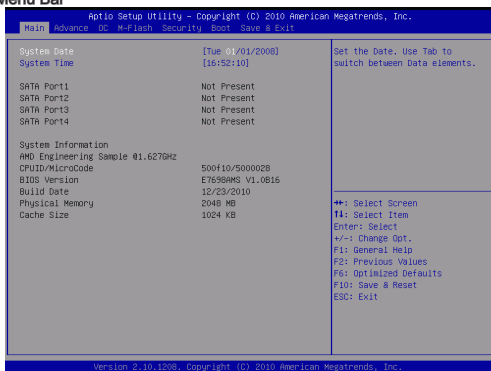 Menu Bar
Aptio Setup Utility – Copyright (C) 2010 American Megatrends, Inc.
Main Advance OC M-Flash Security Boot Save & Exit
System Date [Tue 01/01/2008]
System Time [16:52:10]
SATA Port1 Not Present
SATA Port2 Not Present
SATA Port3 Not Present
SATA Port4 Not Present
System Information
AMD Engineering Sample @1.627GHz
CPUID/MicroCode 500f10/5000028
BIOS Version E7698AMS V1.0B16
Build Date 12/23/2010
Physical Memory 2048 MB
Cache Size 1024 KB
Set the Date. Use Tab to
switch between Data elements.
→←: Select Screen
↑↓: Select Item
Enter: Select
+/-: Change Opt.
F1: General Help
F2: Previous Values
F6: Optimized Defaults
F10: Save & Reset
ESC: Exit
Version 2.10.1208. Copyright (C) 2010 American Megatrends, Inc.